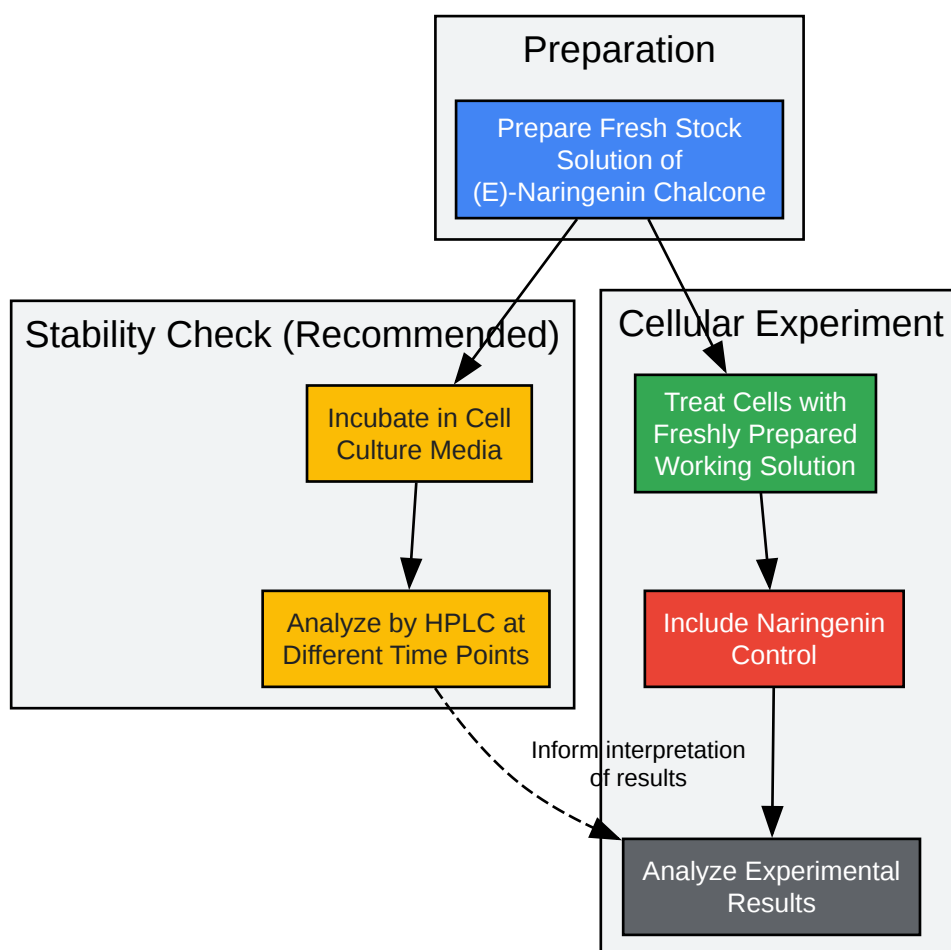 Preparation
Prepare Fresh Stock
Solution of
(E)-Naringenin Chalcone
Stability Check (Recommended)
Incubate in Cell
Culture Media
Analyze by HPLC at
Different Time Points
Cellular Experiment
Treat Cells with
Freshly Prepared
Working Solution
Include Naringenin
Control
Inform interpretation
of results
Analyze Experimental
Results